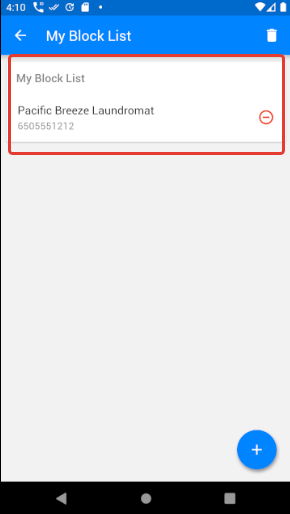 4:10
My Block List
My Block List
Pacific Breeze Laundromat
6505551212